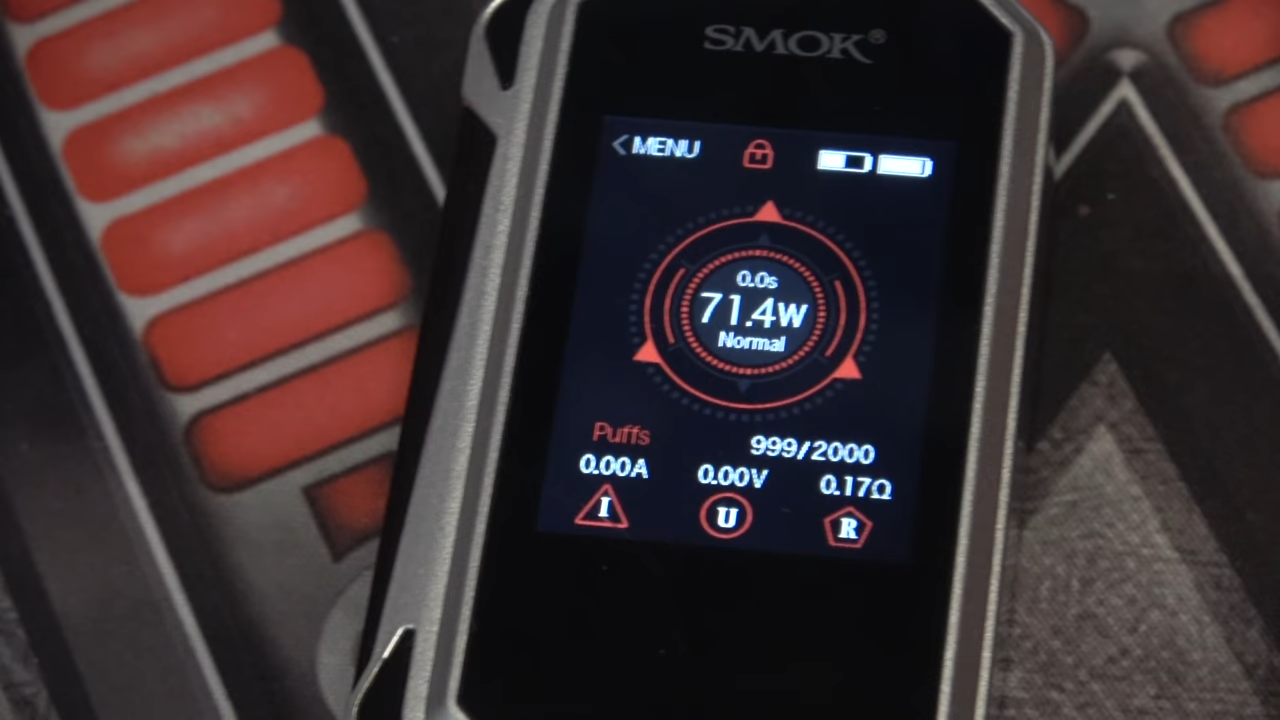 SMOK®
<MENU
0.0s
71.4W
Normal
Puffs 999/2000
0.00A 0.00V 0.17Ω
I U R